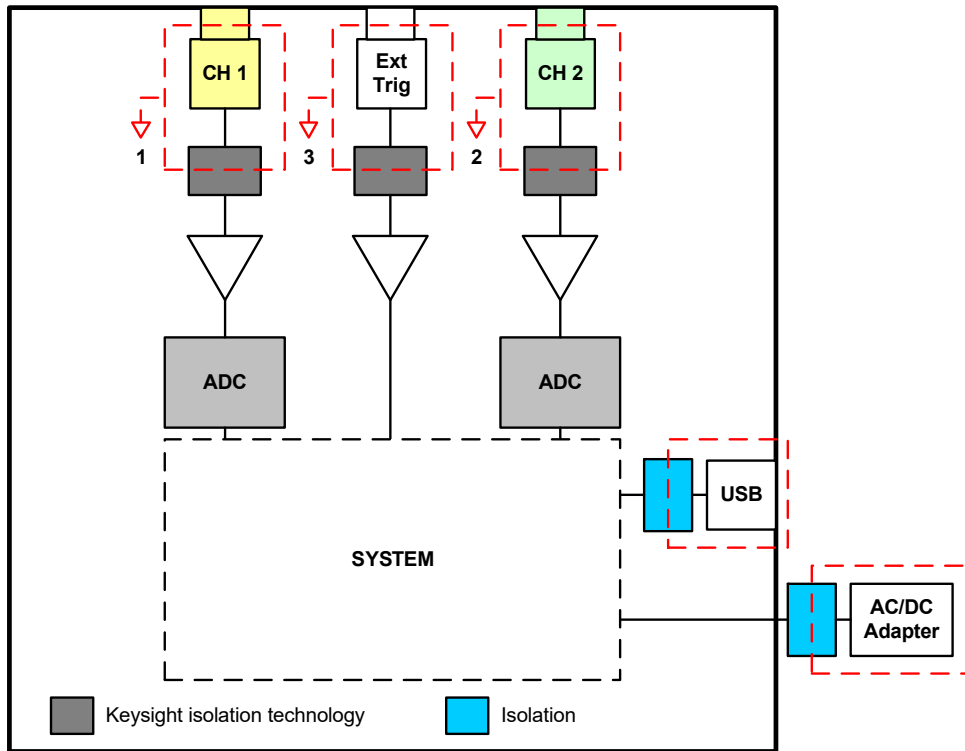 CH 1
Ext
Trig
CH 2
1
3
2
ADC
ADC
USB
SYSTEM
AC/DC
Adapter
Keysight isolation technology
Isolation